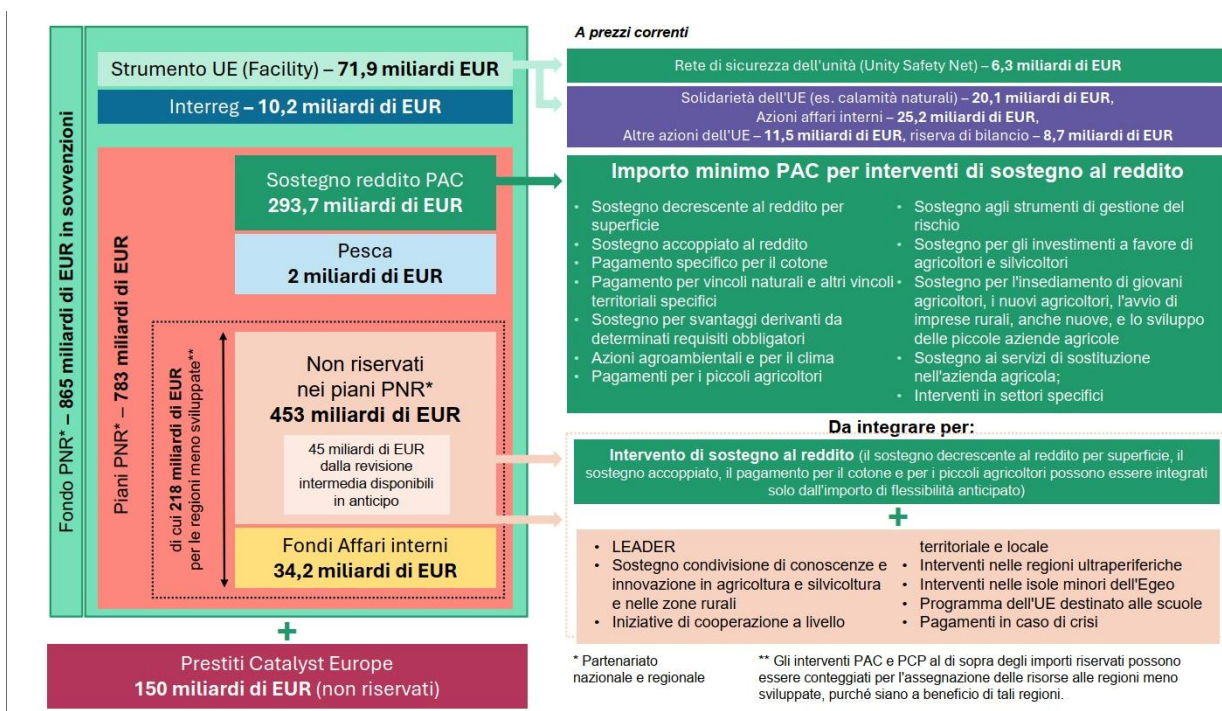 A prezzi correnti
Fondo PNR* – 865 miliardi di EUR in sovvenzioni
Strumento UE (Facility) – 71,9 miliardi di EUR
Interreg – 10,2 miliardi di EUR
Piani PNR* – 783 miliardi di EUR
Sostegno reddito PAC
293,7 miliardi di EUR
Pesca
2 miliardi di EUR
di cui 218 miliardi di EUR
per le regioni meno sviluppate**
Non riservati
nei piani PNR*
453 miliardi di EUR
45 miliardi di EUR
dalla revisione
intermedia disponibili
in anticipo
Fondi Affari interni
34,2 miliardi di EUR
+
Prestiti Catalyst Europe
150 miliardi di EUR (non riservati)
Rete di sicurezza dell'unità (Unity Safety Net) – 6,3 miliardi di EUR
Solidarietà dell'UE (es. calamità naturali) – 20,1 miliardi di EUR,
Azioni affari interni – 25,2 miliardi di EUR,
Altre azioni dell'UE – 11,5 miliardi di EUR, riserva di bilancio – 8,7 miliardi di EUR
Importo minimo PAC per interventi di sostegno al reddito
• Sostegno decrescente al reddito per
superficie
• Sostegno accoppiato al reddito
• Pagamento specifico per il cotone
• Pagamento per vincoli naturali e altri vincoli
territoriali specifici
• Sostegno per svantaggi derivanti da
determinati requisiti obbligatori
• Azioni agroambientali e per il clima
• Pagamenti per i piccoli agricoltori
• Sostegno agli strumenti di gestione del
rischio
• Sostegno per gli investimenti a favore di
agricoltori e silvicoltori
• Sostegno per l'insediamento di giovani
agricoltori, i nuovi agricoltori, l'avvio di
imprese rurali, anche nuove, e lo sviluppo
delle piccole aziende agricole
• Sostegno ai servizi di sostituzione
nell'azienda agricola;
• Interventi in settori specifici
Da integrare per:
Intervento di sostegno al reddito (il sostegno decrescente al reddito per superficie, il
sostegno accoppiato, il pagamento per il cotone e per i piccoli agricoltori possono essere integrati
solo dall'importo di flessibilità anticipato)
+
• LEADER
• Sostegno condivisione di conoscenze e
innovazione in agricoltura e silvicoltura
e nelle zone rurali
• Iniziative di cooperazione a livello
territoriale e locale
• Interventi nelle regioni ultraperiferiche
• Interventi nelle isole minori dell'Egeo
• Programma dell'UE destinato alle scuole
• Pagamenti in caso di crisi
* Partenariato
nazionale e regionale
** Gli interventi PAC e PCP al di sopra degli importi riservati possono
essere conteggiati per l'assegnazione delle risorse alle regioni meno
sviluppate, purché siano a beneficio di tali regioni.